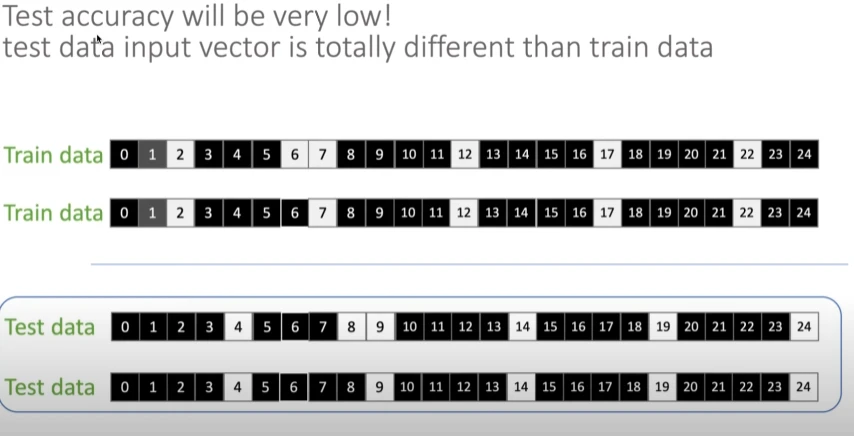 Test accuracy will be very low!
test data input vector is totally different than train data
Train data 0 1 2 3 4 5 6 7 8 9 10 11 12 13 14 15 16 17 18 19 20 21 22 23 24
Train data 0 1 2 3 4 5 6 7 8 9 10 11 12 13 14 15 16 17 18 19 20 21 22 23 24
Test data 0 1 2 3 4 5 6 7 8 9 10 11 12 13 14 15 16 17 18 19 20 21 22 23 24
Test data 0 1 2 3 4 5 6 7 8 9 10 11 12 13 14 15 16 17 18 19 20 21 22 23 24